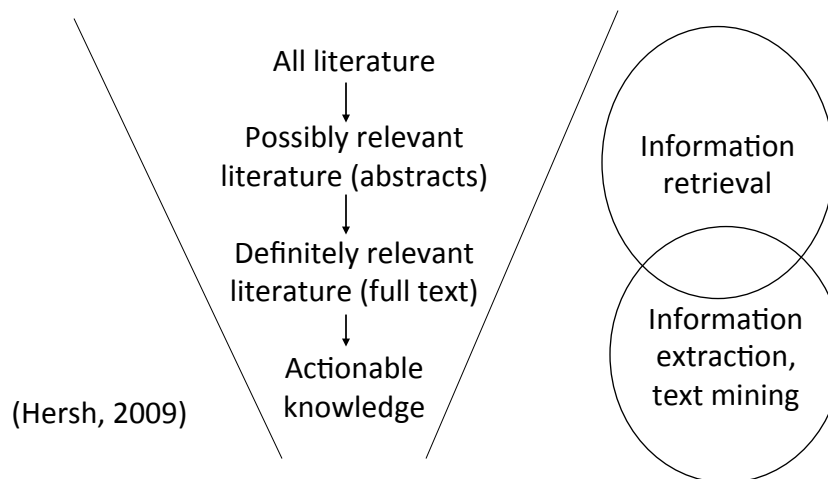 All literature
Possibly relevant
literature (abstracts)
Definitely relevant
literature (full text)
Actionable
knowledge
(Hersh, 2009)
Information
retrieval
Information
extraction,
text mining